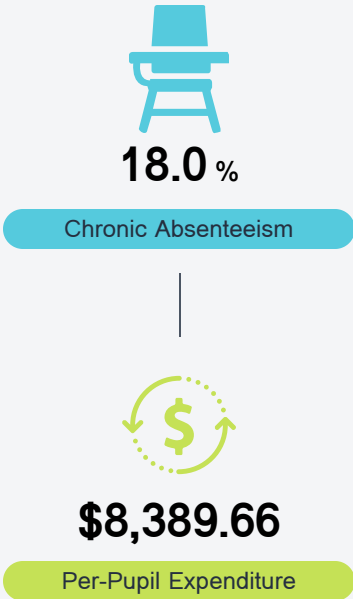 18.0 %
Chronic Absenteeism
$
$8,389.66
Per-Pupil Expenditure